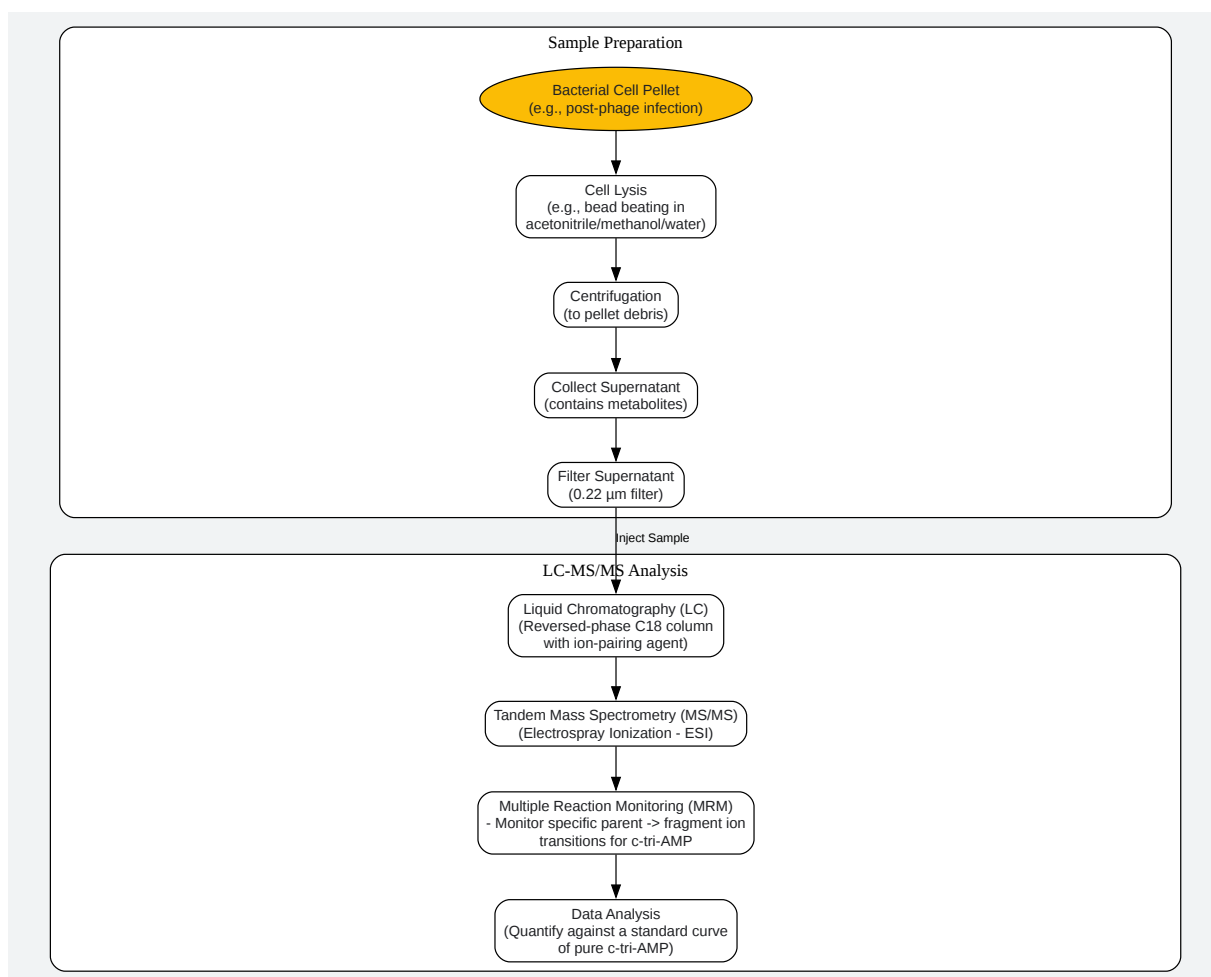 Sample Preparation
Bacterial Cell Pellet
(e.g., post-phage infection)
Cell Lysis
(e.g., bead beating in
acetonitrile/methanol/water)
Centrifugation
(to pellet debris)
Collect Supernatant
(contains metabolites)
Filter Supernatant
(0.22 µm filter)
Inject Sample
LC-MS/MS Analysis
Liquid Chromatography (LC)
(Reversed-phase C18 column
with ion-pairing agent)
Tandem Mass Spectrometry (MS/MS)
(Electrospray Ionization - ESI)
Multiple Reaction Monitoring (MRM)
- Monitor specific parent -> fragment ion
transitions for c-tri-AMP
Data Analysis
(Quantify against a standard curve
of pure c-tri-AMP)